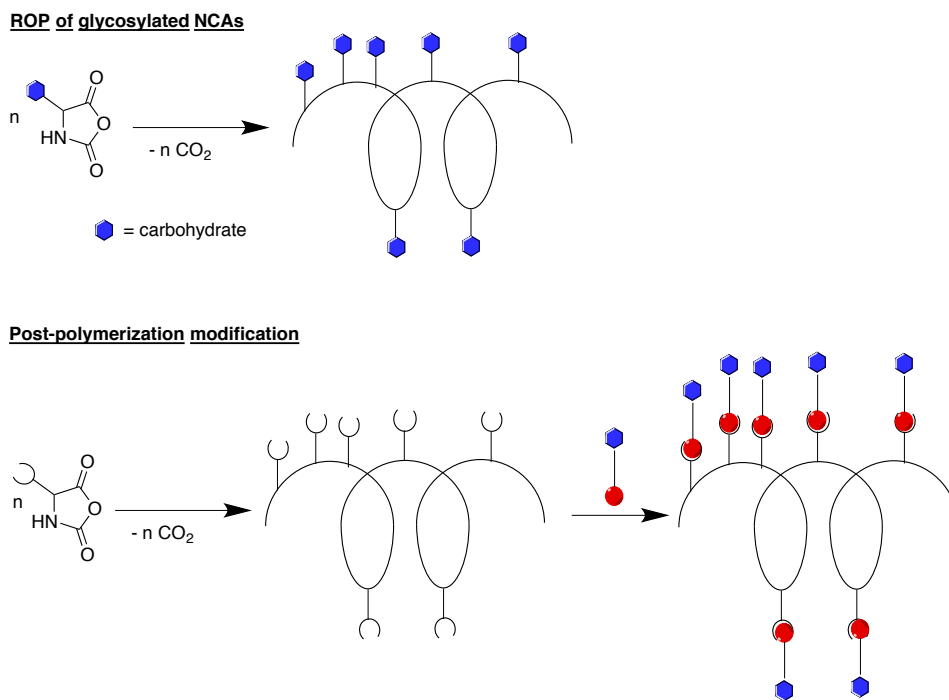 ROP of glycosylated NCAs
O
n
O
HN
- n CO2
O
= carbohydrate
Post-polymerization modification
O
n
O
HN
- n CO2
O